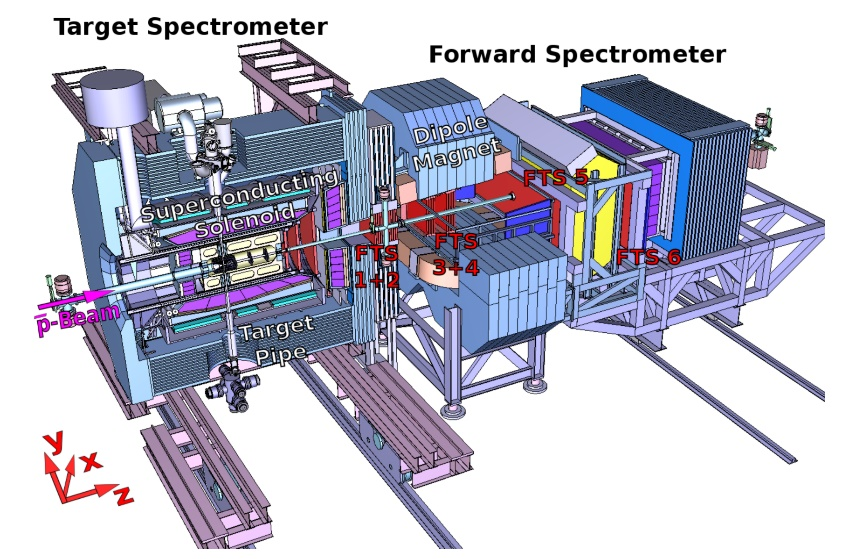 Target Spectrometer
Forward Spectrometer
Dipole
Magnet
Superconducting
Solenoid
FTS 5
FTS
1+2
FTS
3+4
FTS 6
p̄-Beam
Target
Pipe
y
x
z